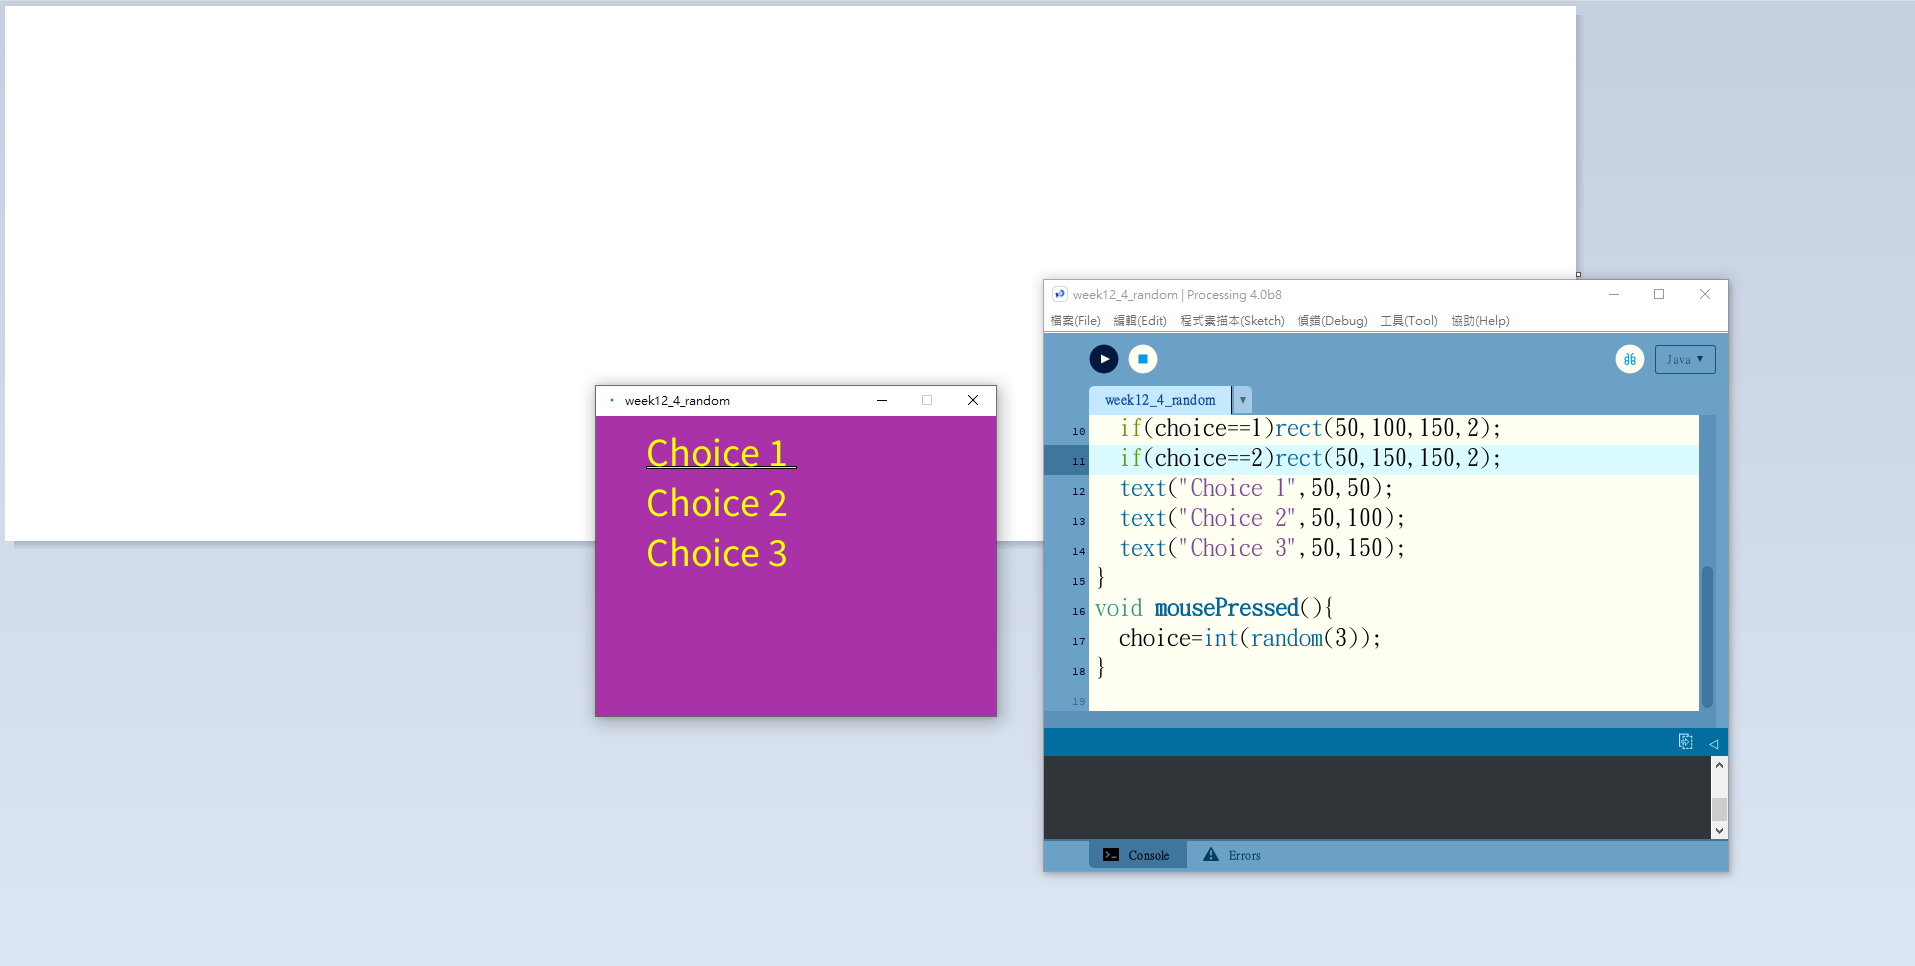 week12_4_random
Choice 1
Choice 2
Choice 3
week12_4_random | Processing 4.0b8
檔案(File) 編輯(Edit) 程式素描本(Sketch) 偵錯(Debug) 工具(Tool) 協助(Help)
Java ▼
week12_4_random ▼
10 if(choice==1)rect(50,100,150,2);
11 if(choice==2)rect(50,150,150,2);
12 text("Choice 1",50,50);
13 text("Choice 2",50,100);
14 text("Choice 3",50,150);
15 }
16 void mousePressed(){
17 choice=int(random(3));
18 }
19
Console Errors